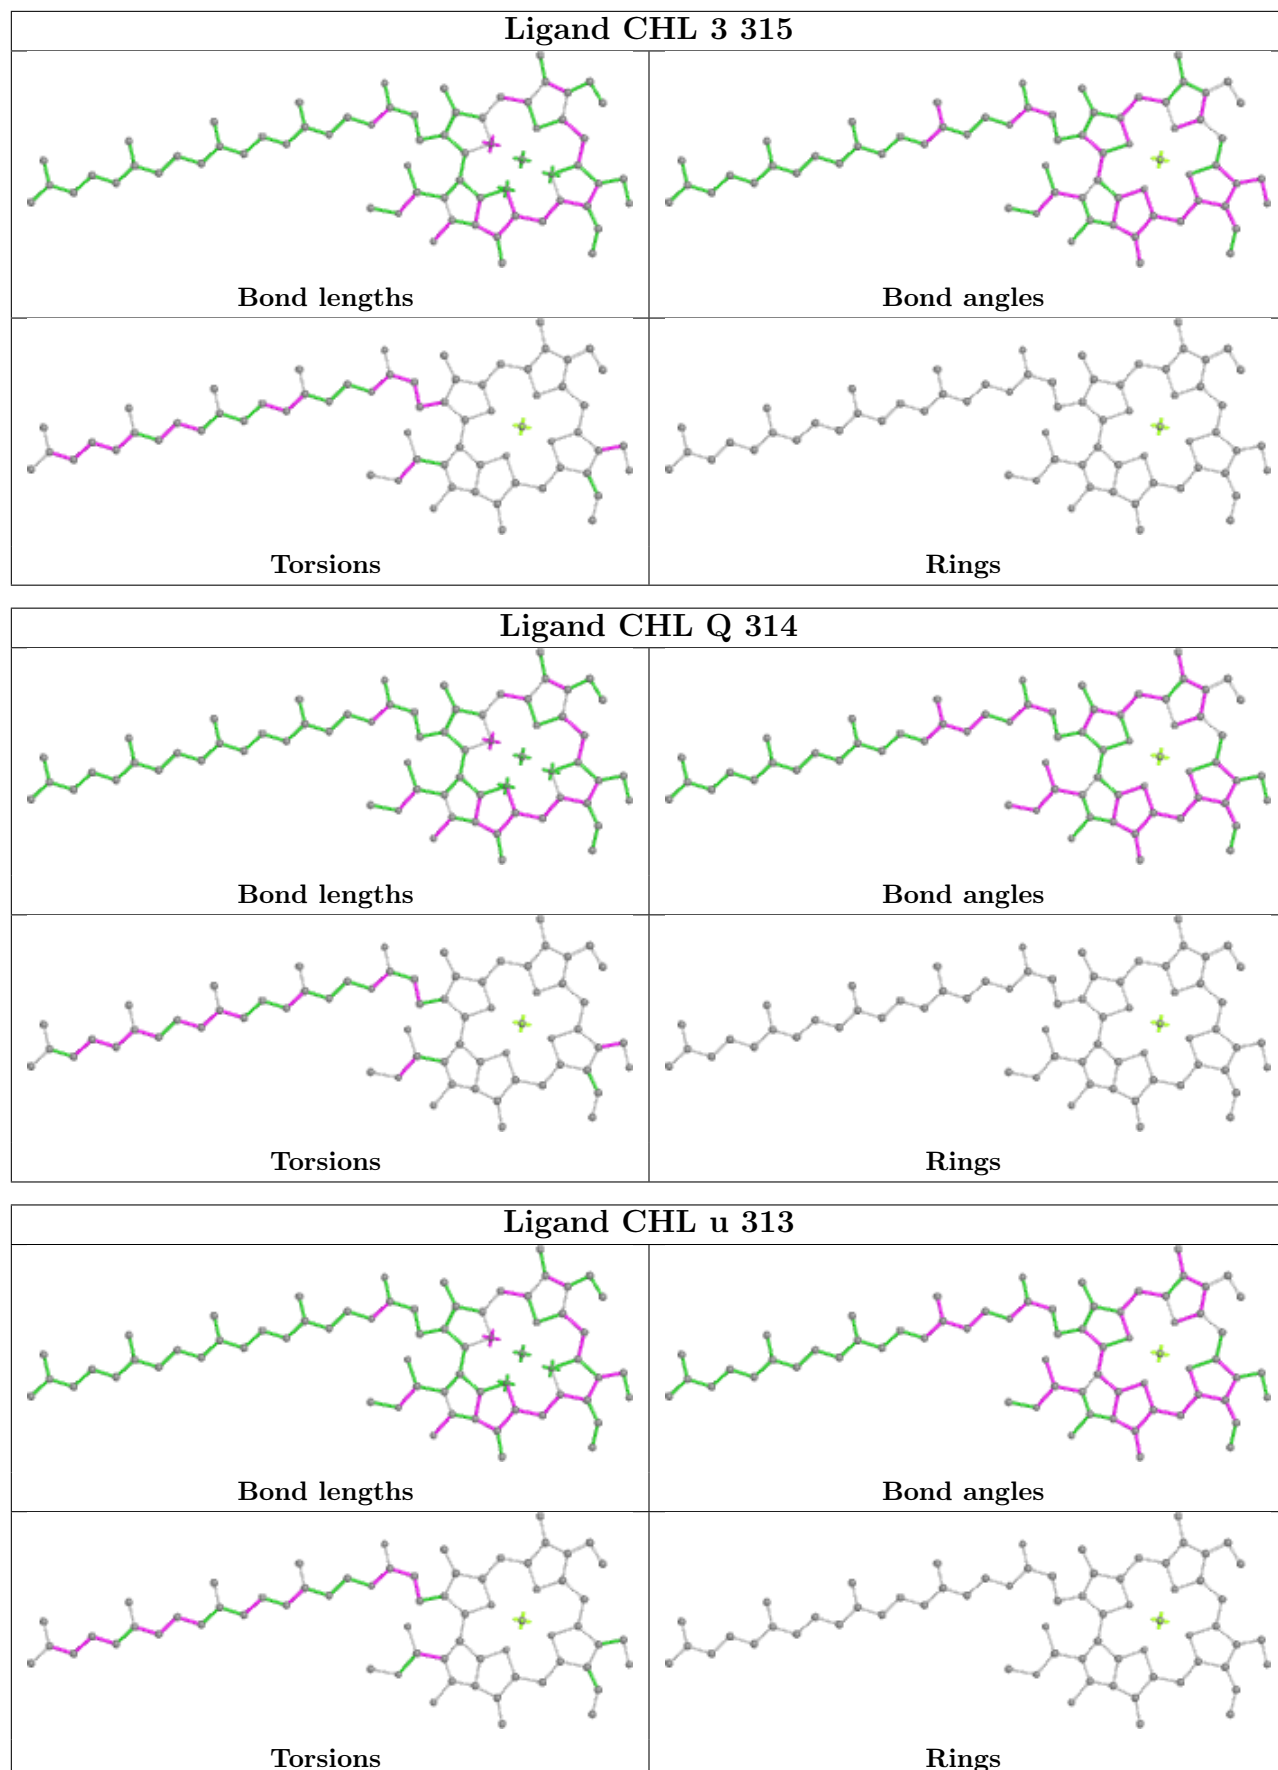 Ligand CHL 3 315
Bond lengths
Bond angles
Torsions
Rings
Ligand CHL Q 314
Bond lengths
Bond angles
Torsions
Rings
Ligand CHL u 313
Bond lengths
Bond angles
Torsions
Rings